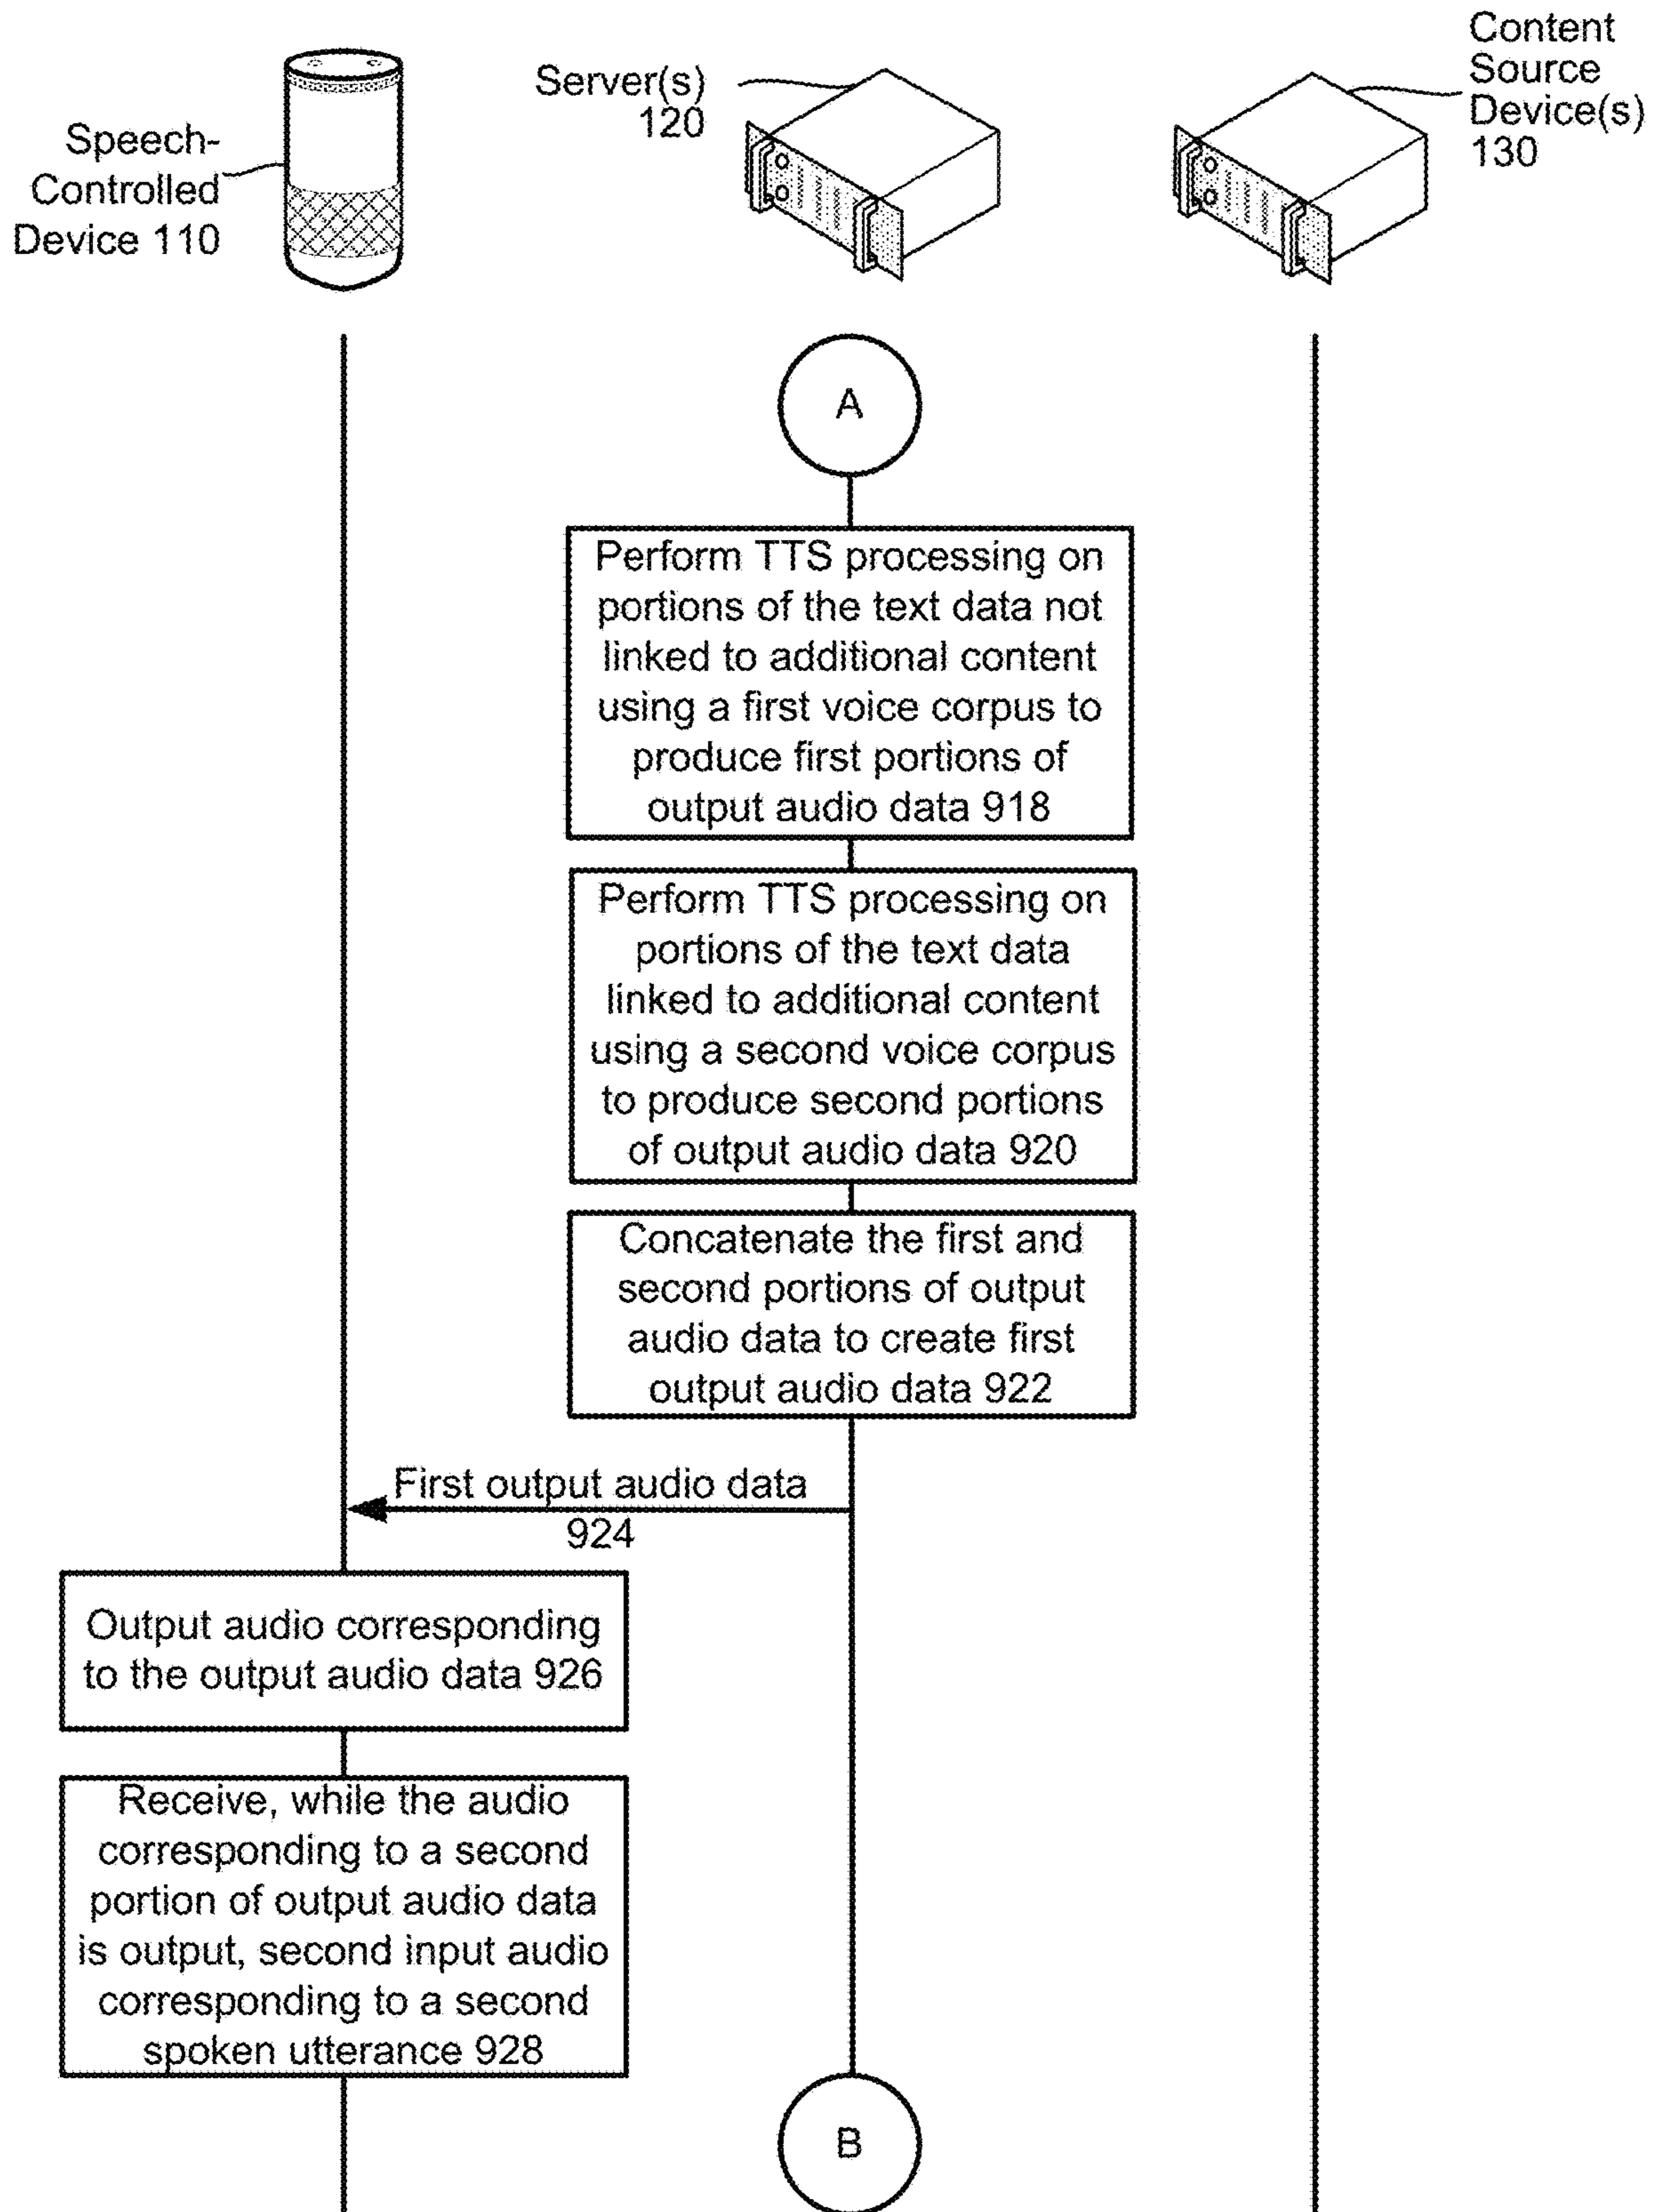 Speech-
Controlled
Device 110
Server(s)
120
Content
Source
Device(s)
130
A
Perform TTS processing on
portions of the text data not
linked to additional content
using a first voice corpus to
produce first portions of
output audio data 918
Perform TTS processing on
portions of the text data
linked to additional content
using a second voice corpus
to produce second portions
of output audio data 920
Concatenate the first and
second portions of output
audio data to create first
output audio data 922
First output audio data
924
Output audio corresponding
to the output audio data 926
Receive, while the audio
corresponding to a second
portion of output audio data
is output, second input audio
corresponding to a second
spoken utterance 928
B